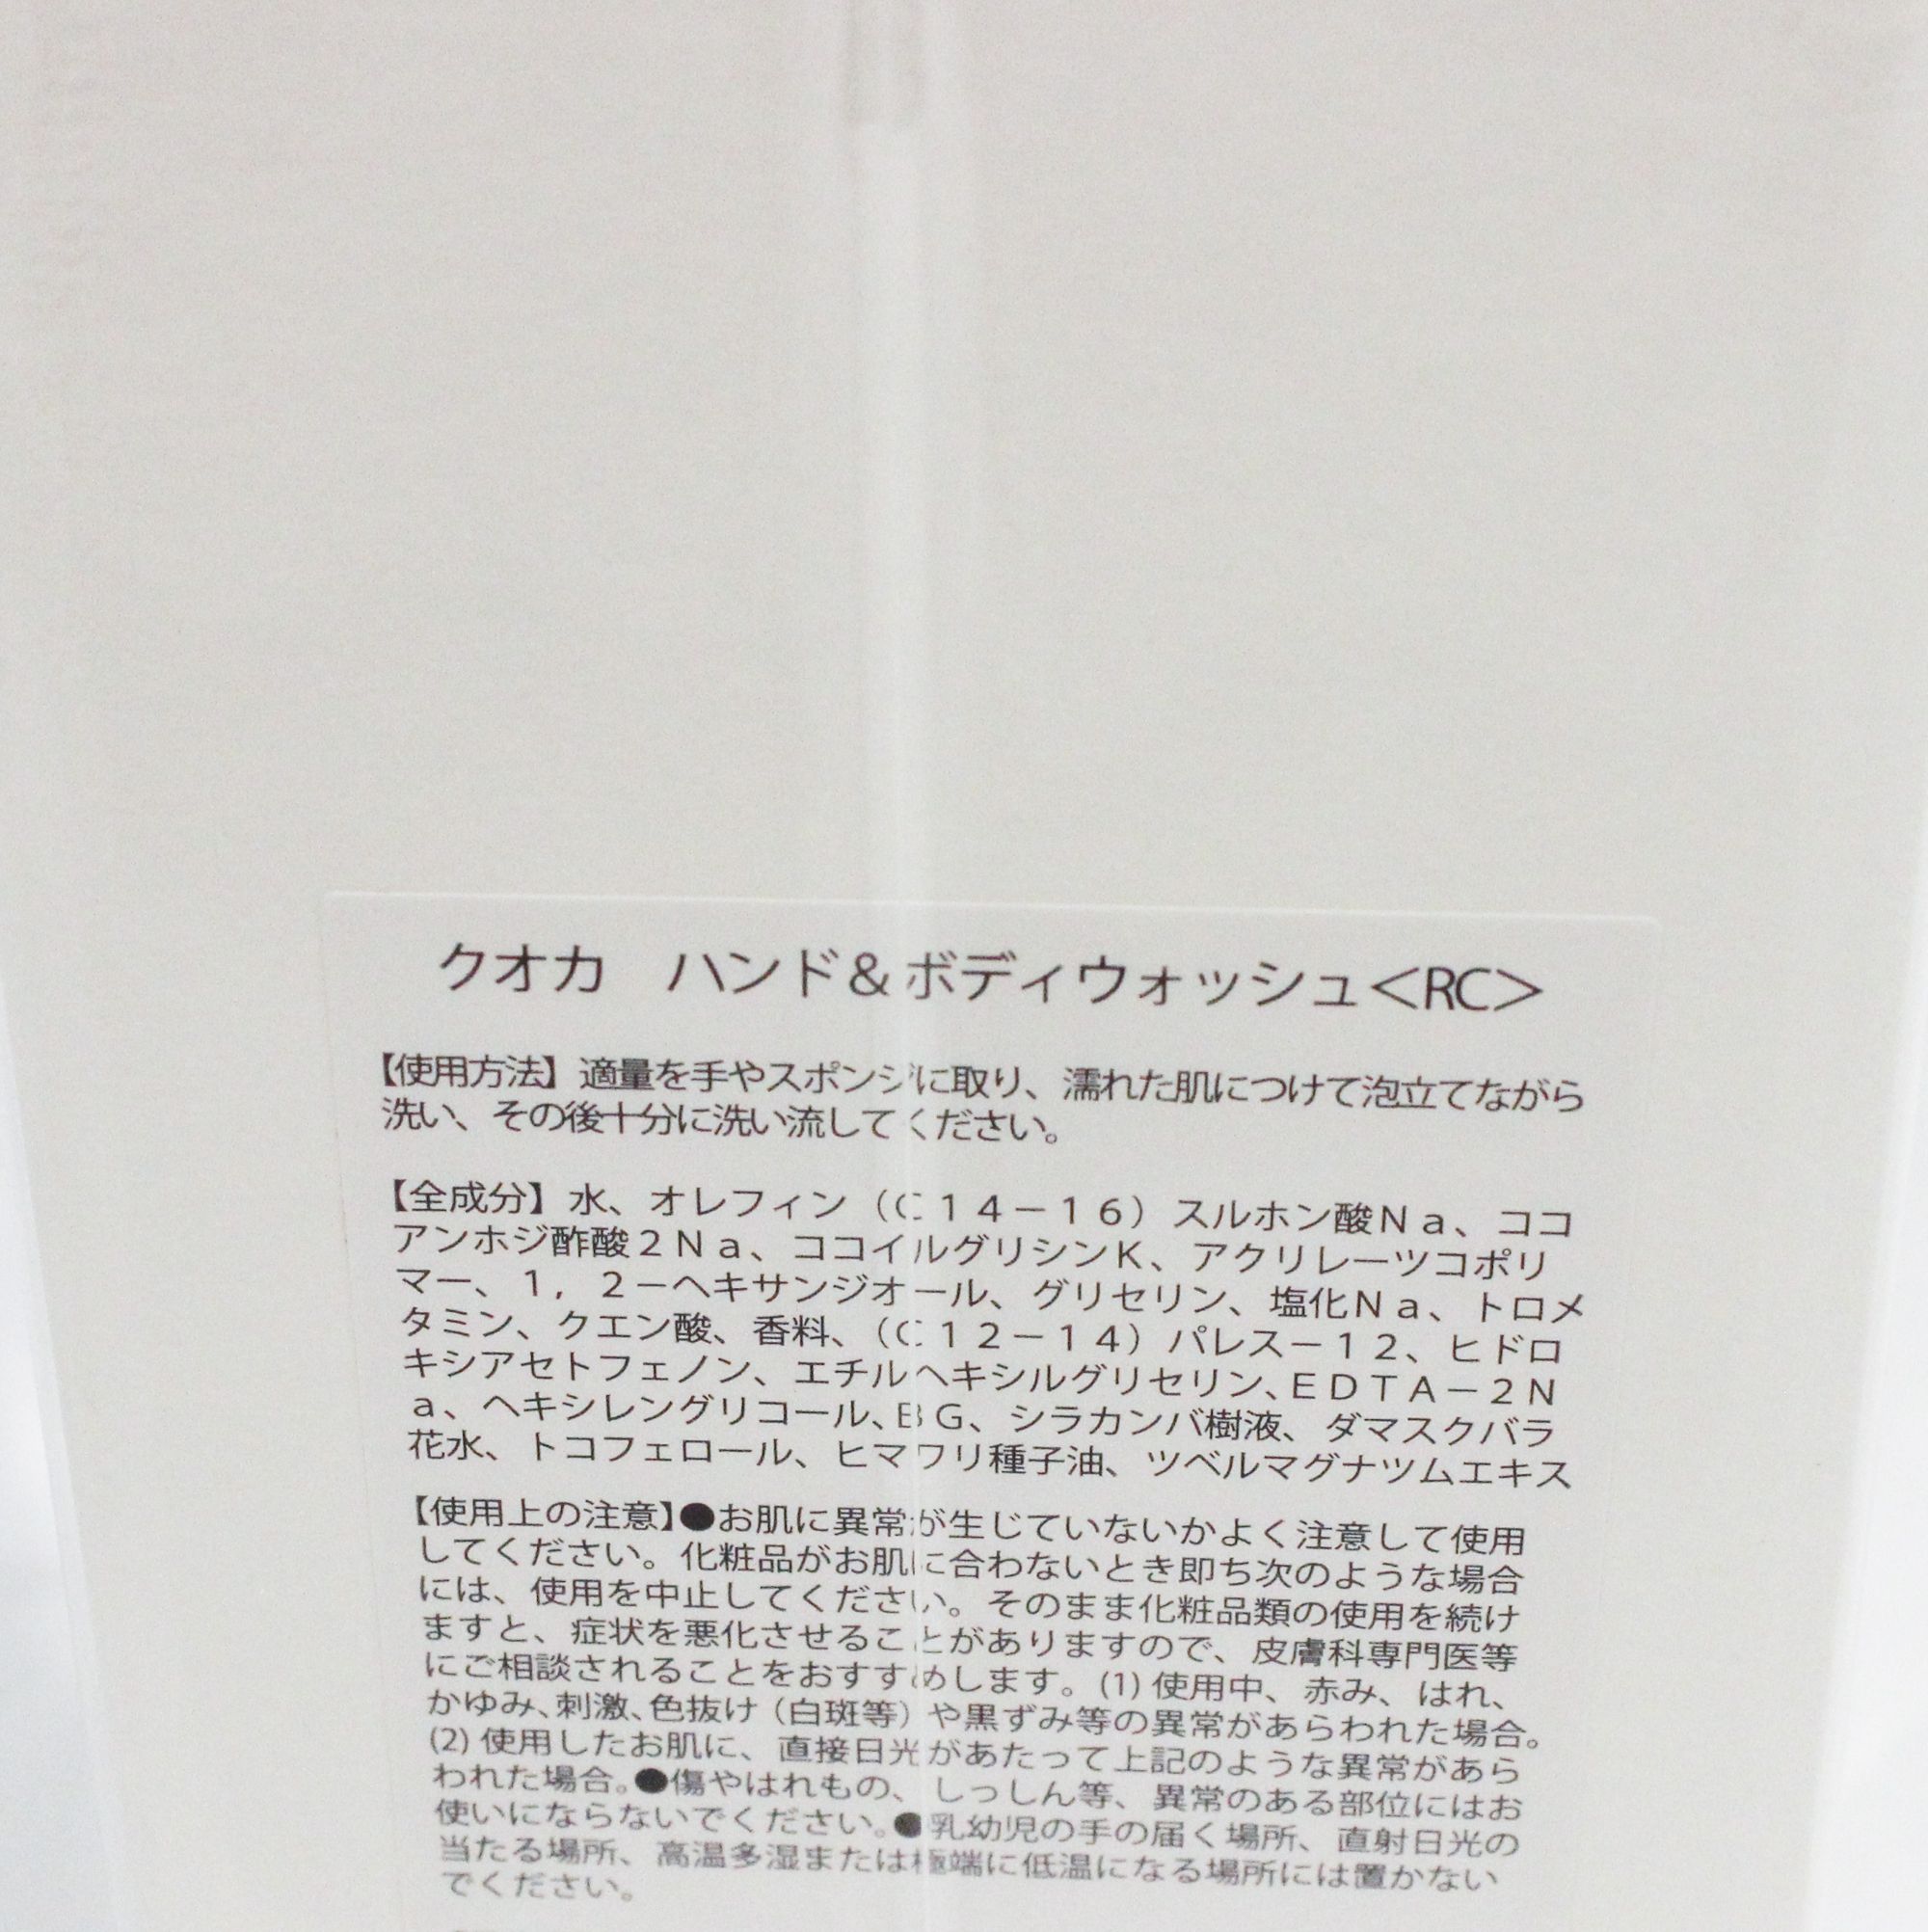 クオカ　ハンド＆ボディウォッシュ＜RC＞
【使用方法】適量を手やスポンジに取り、濡れた肌につけて泡立てながら
洗い、その後十分に洗い流してください。
【全成分】水、オレフィン（Ｃ１４－１６）スルホン酸Ｎａ、ココ
アンホジ酢酸２Ｎａ、ココイルグリシンK、アクリレーツコポリ
マー、１，２－ヘキサンジオール、グリセリン、塩化Ｎａ、トロメ
タミン、クエン酸、香料、（Ｃ１２－１４）パレス－１２、ヒドロ
キシアセトフェノン、エチルヘキシルグリセリン、ＥＤＴＡ－２Ｎ
ａ、ヘキシレングリコール、ＢＧ、シラカンバ樹液、ダマスクバラ
花水、トコフェロール、ヒマワリ種子油、ツベルマグナツムエキス
【使用上の注意】●お肌に異常が生じていないかよく注意して使用
してください。化粧品がお肌に合わないとき即ち次のような場合
には、使用を中止してください。そのまま化粧品類の使用を続け
ますと、症状を悪化させることがありますので、皮膚科専門医等
にご相談されることをおすすめします。(1) 使用中、赤み、はれ、
かゆみ、刺激、色抜け（白斑等）や黒ずみ等の異常があらわれた場合。
(2) 使用したお肌に、直接日光があたって上記のような異常があら
われた場合。●傷やはれもの、しっしん等、異常のある部位にはお
使いにならないでください。●乳幼児の手の届く場所、直射日光の
当たる場所、高温多湿または極端に低温になる場所には置かない
でください。